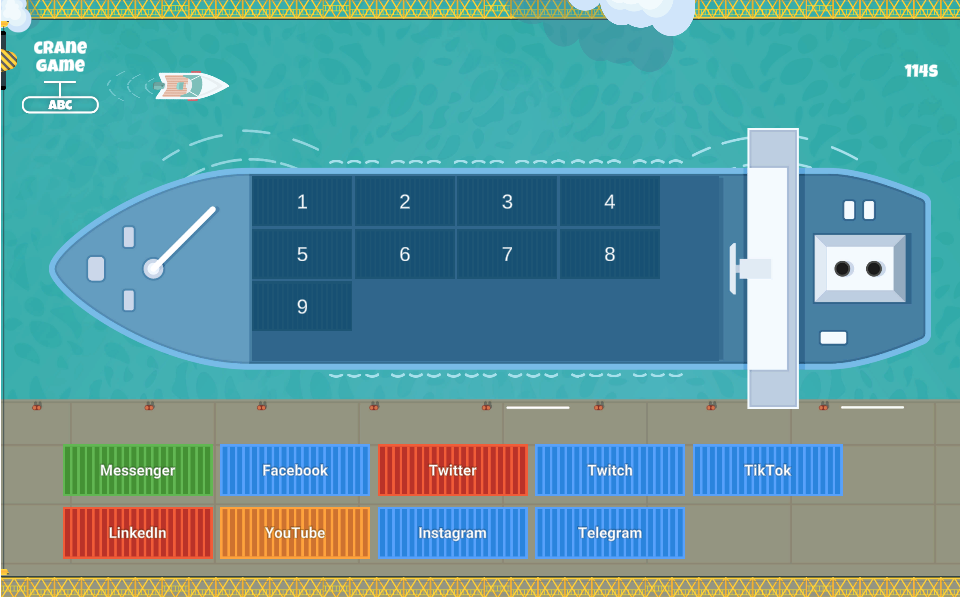 CRANE
GAME
ABC
114s
1 2 3 4
5 6 7 8
9
Messenger Facebook Twitter Twitch TikTok
LinkedIn YouTube Instagram Telegram